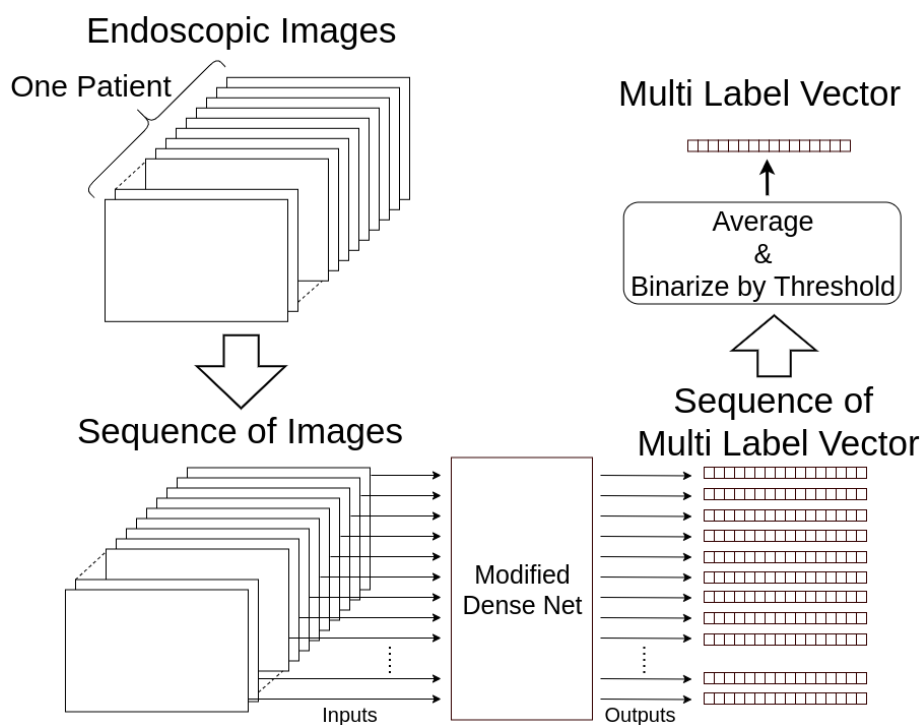 Endoscopic Images
One Patient
Sequence of Images
Inputs
Modified
Dense Net
Outputs
Sequence of
Multi Label Vector
Average
&
Binarize by Threshold
Multi Label Vector